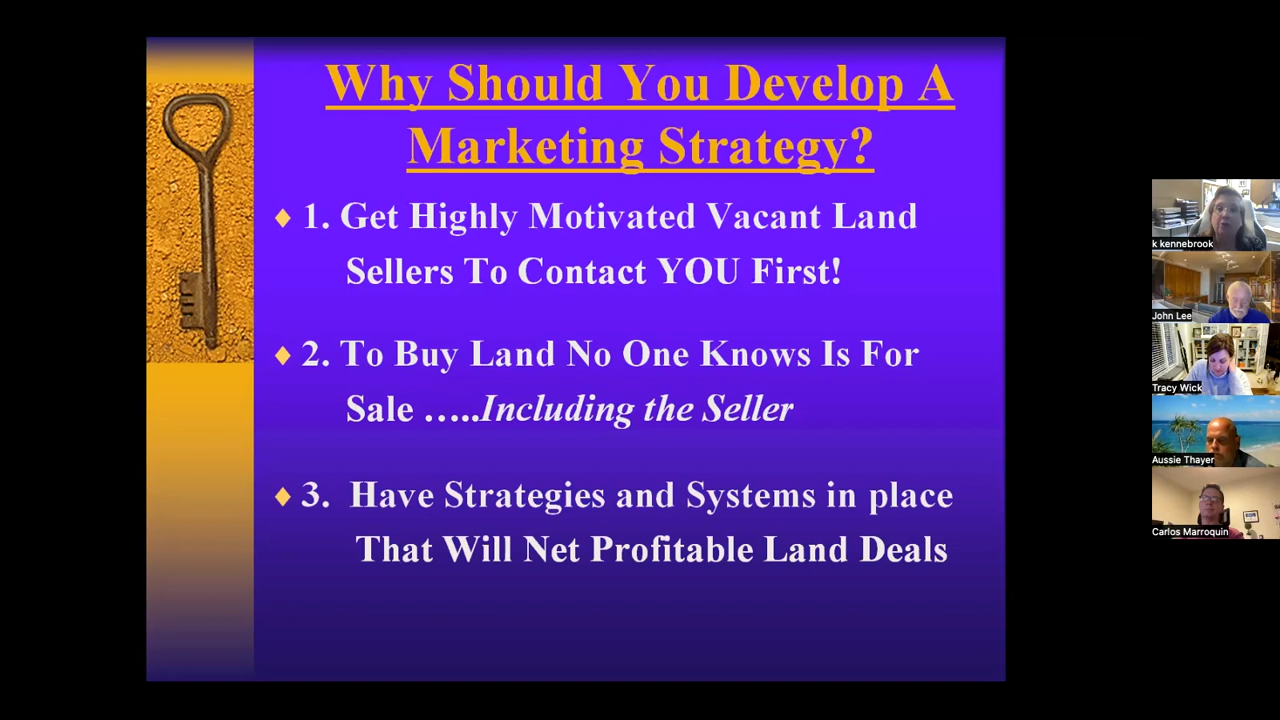 Why Should You Develop A
Marketing Strategy?
♦ 1. Get Highly Motivated Vacant Land
Sellers To Contact YOU First!
♦ 2. To Buy Land No One Knows Is For
Sale …..Including the Seller
♦ 3. Have Strategies and Systems in place
That Will Net Profitable Land Deals
k kennebrook
John Lee
Tracy Wick
Aussie Thayer
Carlos Marroquin